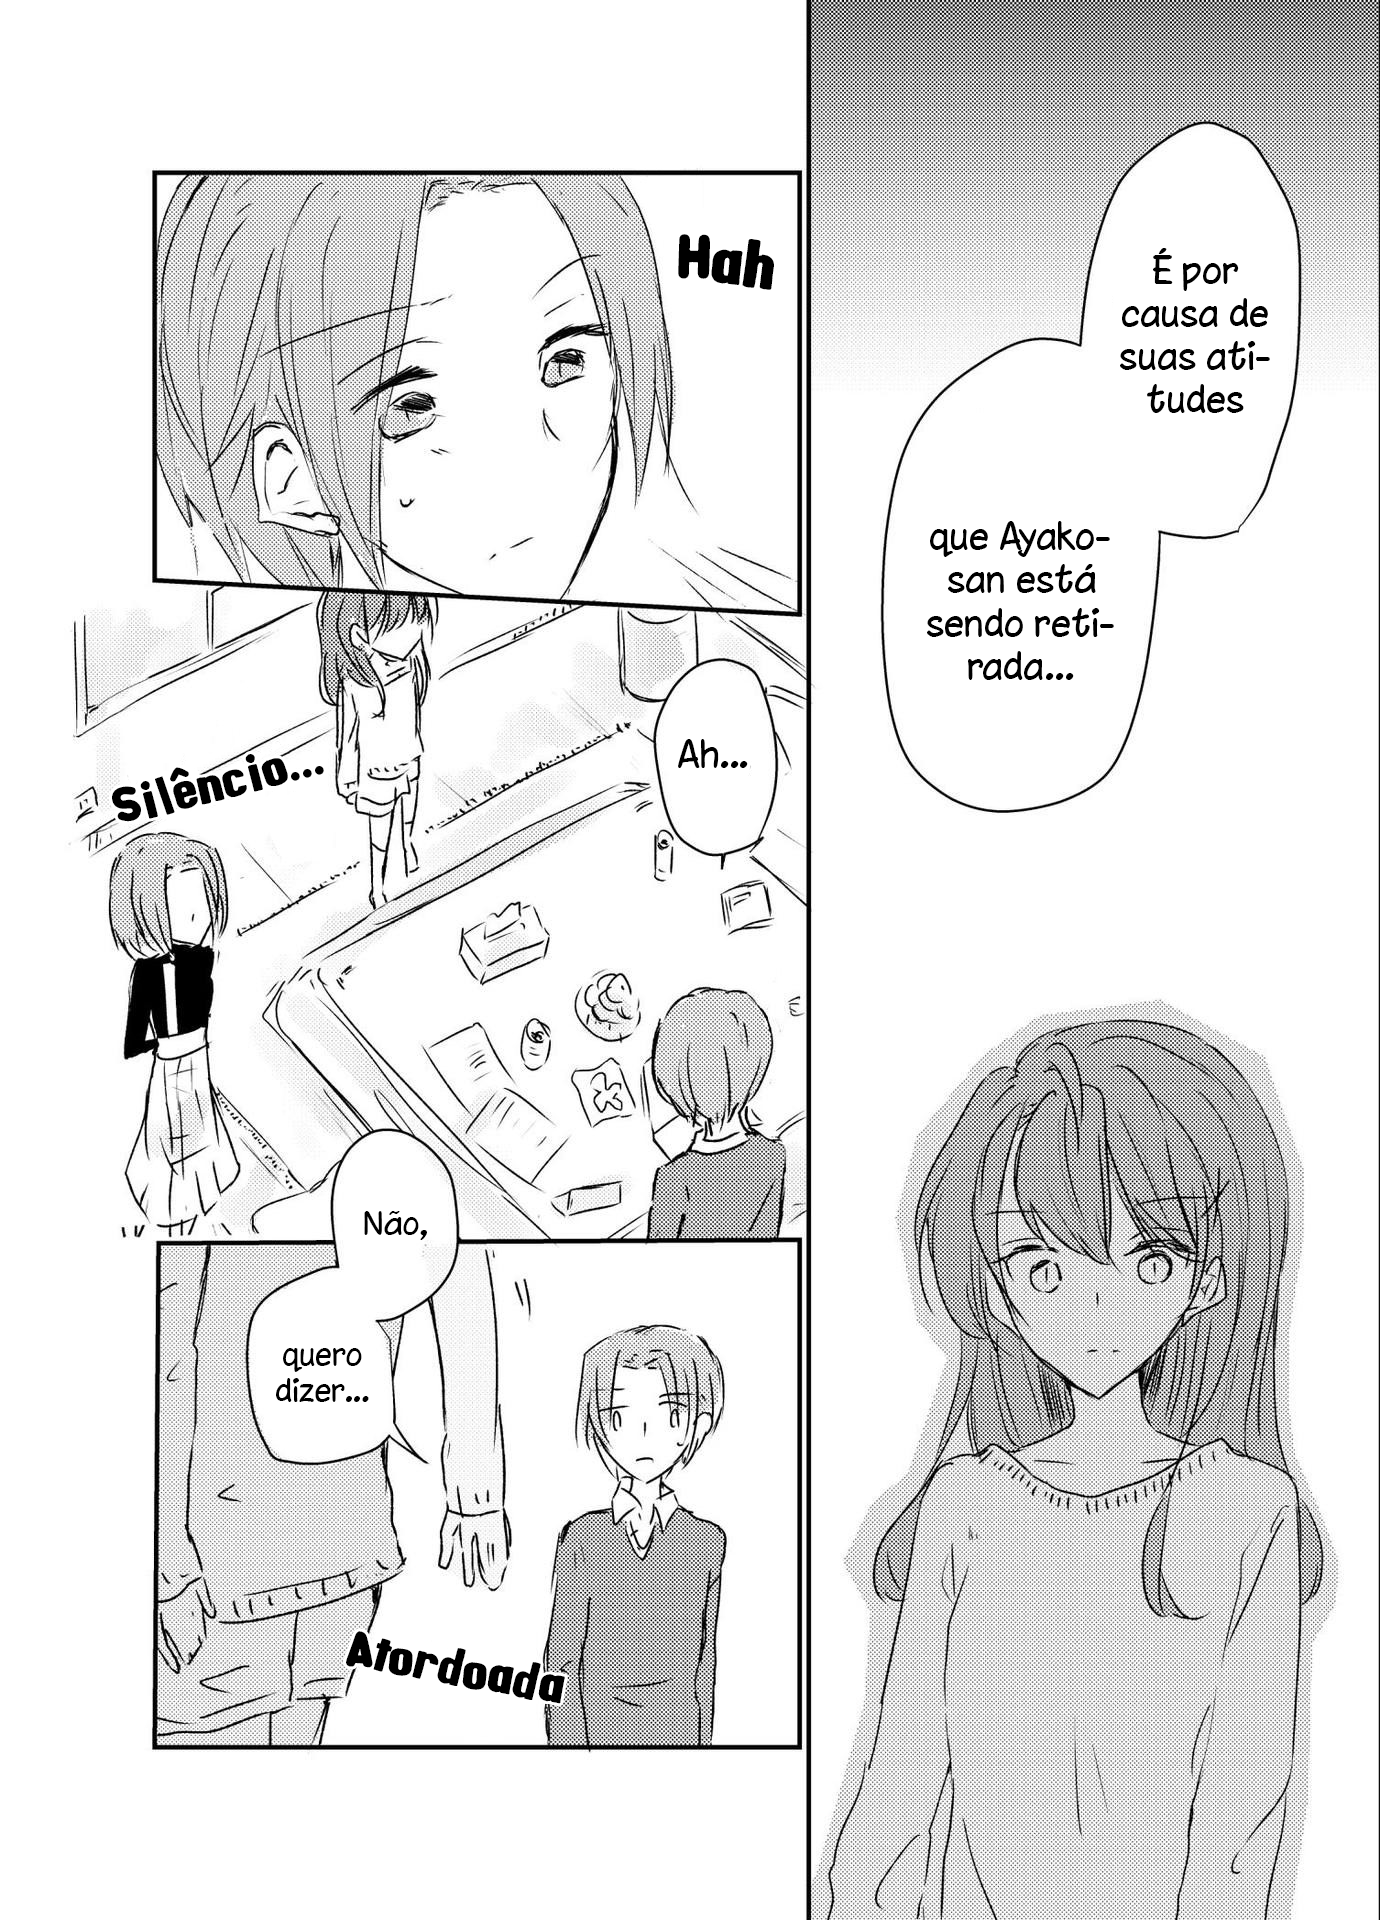 É por
causa de
suas ati-
tudes
que Ayako-
san está
sendo reti-
rada...
Hah
Ah...
Silêncio...
Não,
quero
dizer...
Atordoada